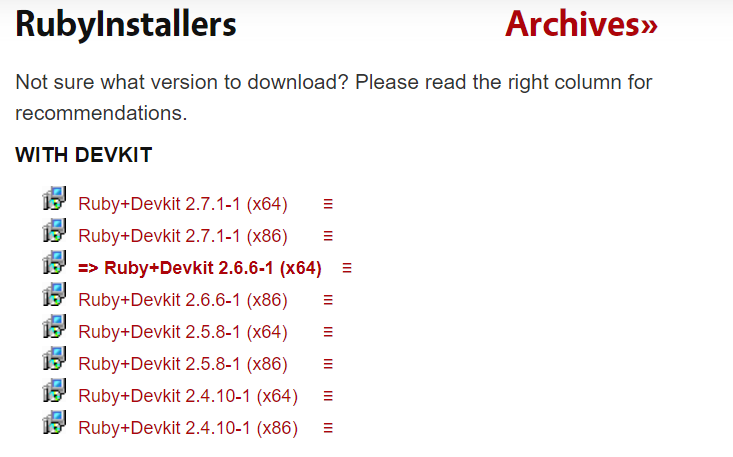 RubyInstallers Archives»
Not sure what version to download? Please read the right column for
recommendations.
WITH DEVKIT
Ruby+Devkit 2.7.1-1 (x64) ≡
Ruby+Devkit 2.7.1-1 (x86) ≡
=> Ruby+Devkit 2.6.6-1 (x64) ≡
Ruby+Devkit 2.6.6-1 (x86) ≡
Ruby+Devkit 2.5.8-1 (x64) ≡
Ruby+Devkit 2.5.8-1 (x86) ≡
Ruby+Devkit 2.4.10-1 (x64) ≡
Ruby+Devkit 2.4.10-1 (x86) ≡